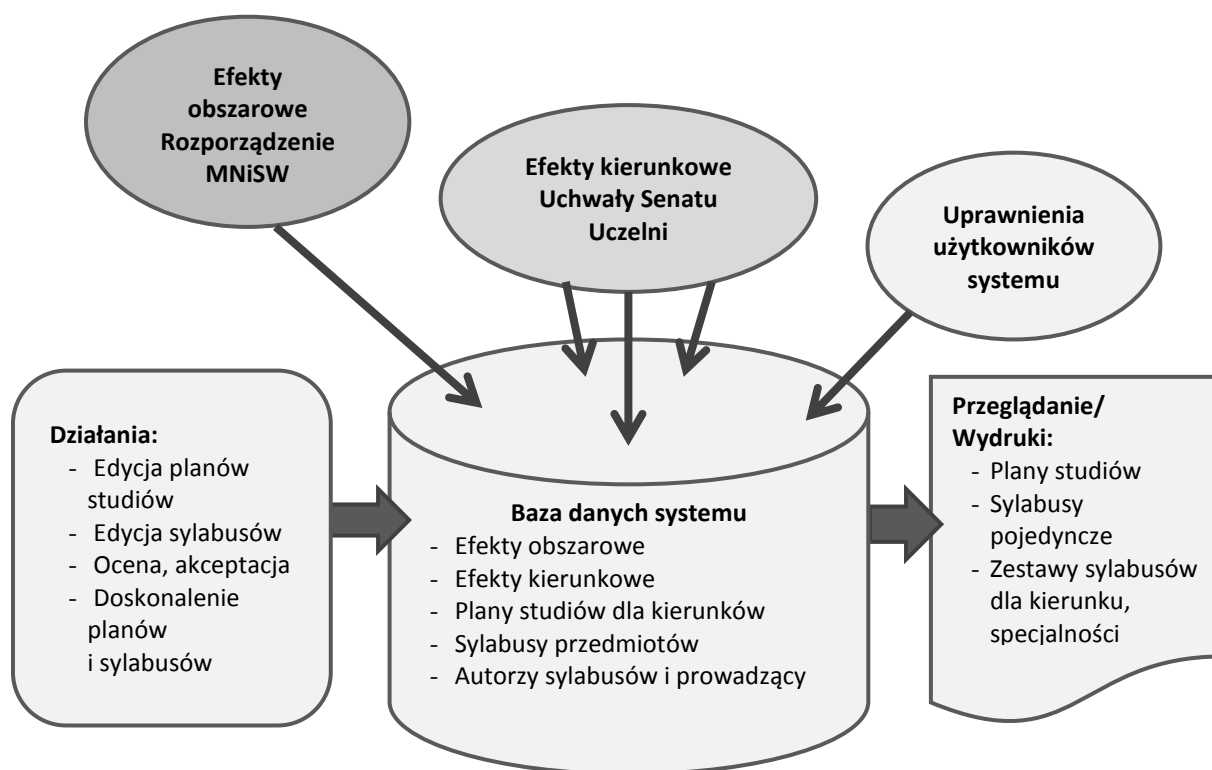 Efekty
obszarowe
Rozporządzenie
MNiSW
Efekty kierunkowe
Uchwały Senatu
Uczelni
Uprawnienia
użytkowników
systemu
Działania:
- Edycja planów
studiów
- Edycja sylabusów
- Ocena, akceptacja
- Doskonalenie
planów
i sylabusów
Baza danych systemu
- Efekty obszarowe
- Efekty kierunkowe
- Plany studiów dla kierunków
- Sylabusy przedmiotów
- Autorzy sylabusów i prowadzący
Przeglądanie/
Wydruki:
- Plany studiów
- Sylabusy
pojedyncze
- Zestawy sylabusów
dla kierunku,
specjalności